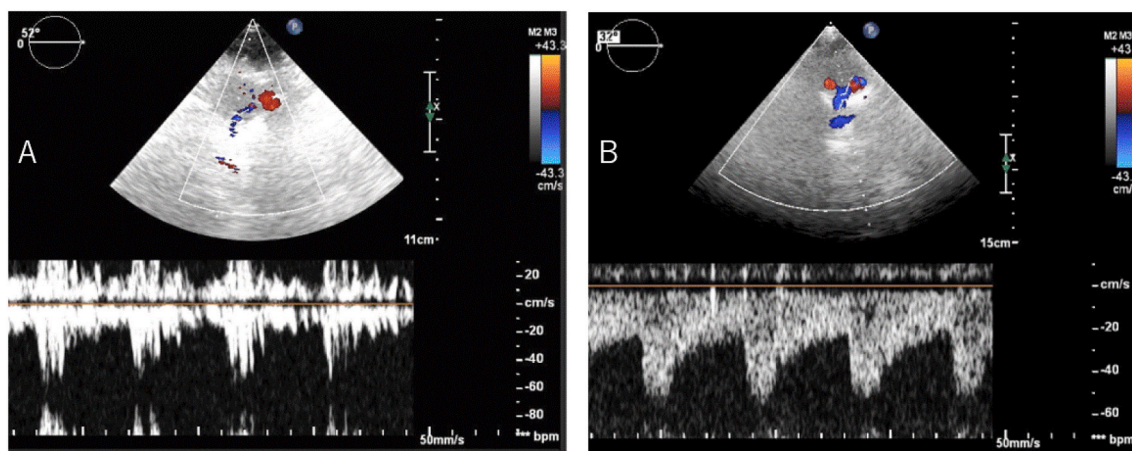 52°
0
P
M2 M3
+43.3
-43.3
cm/s
x
A
11cm
20
cm/s
-20
-40
-60
-80
*** bpm
50mm/s
32°
0
P
M2 M3
+43.
-43.3
cm/s
x
B
15cm
cm/s
-20
-40
-60
*** bpm
50mm/s